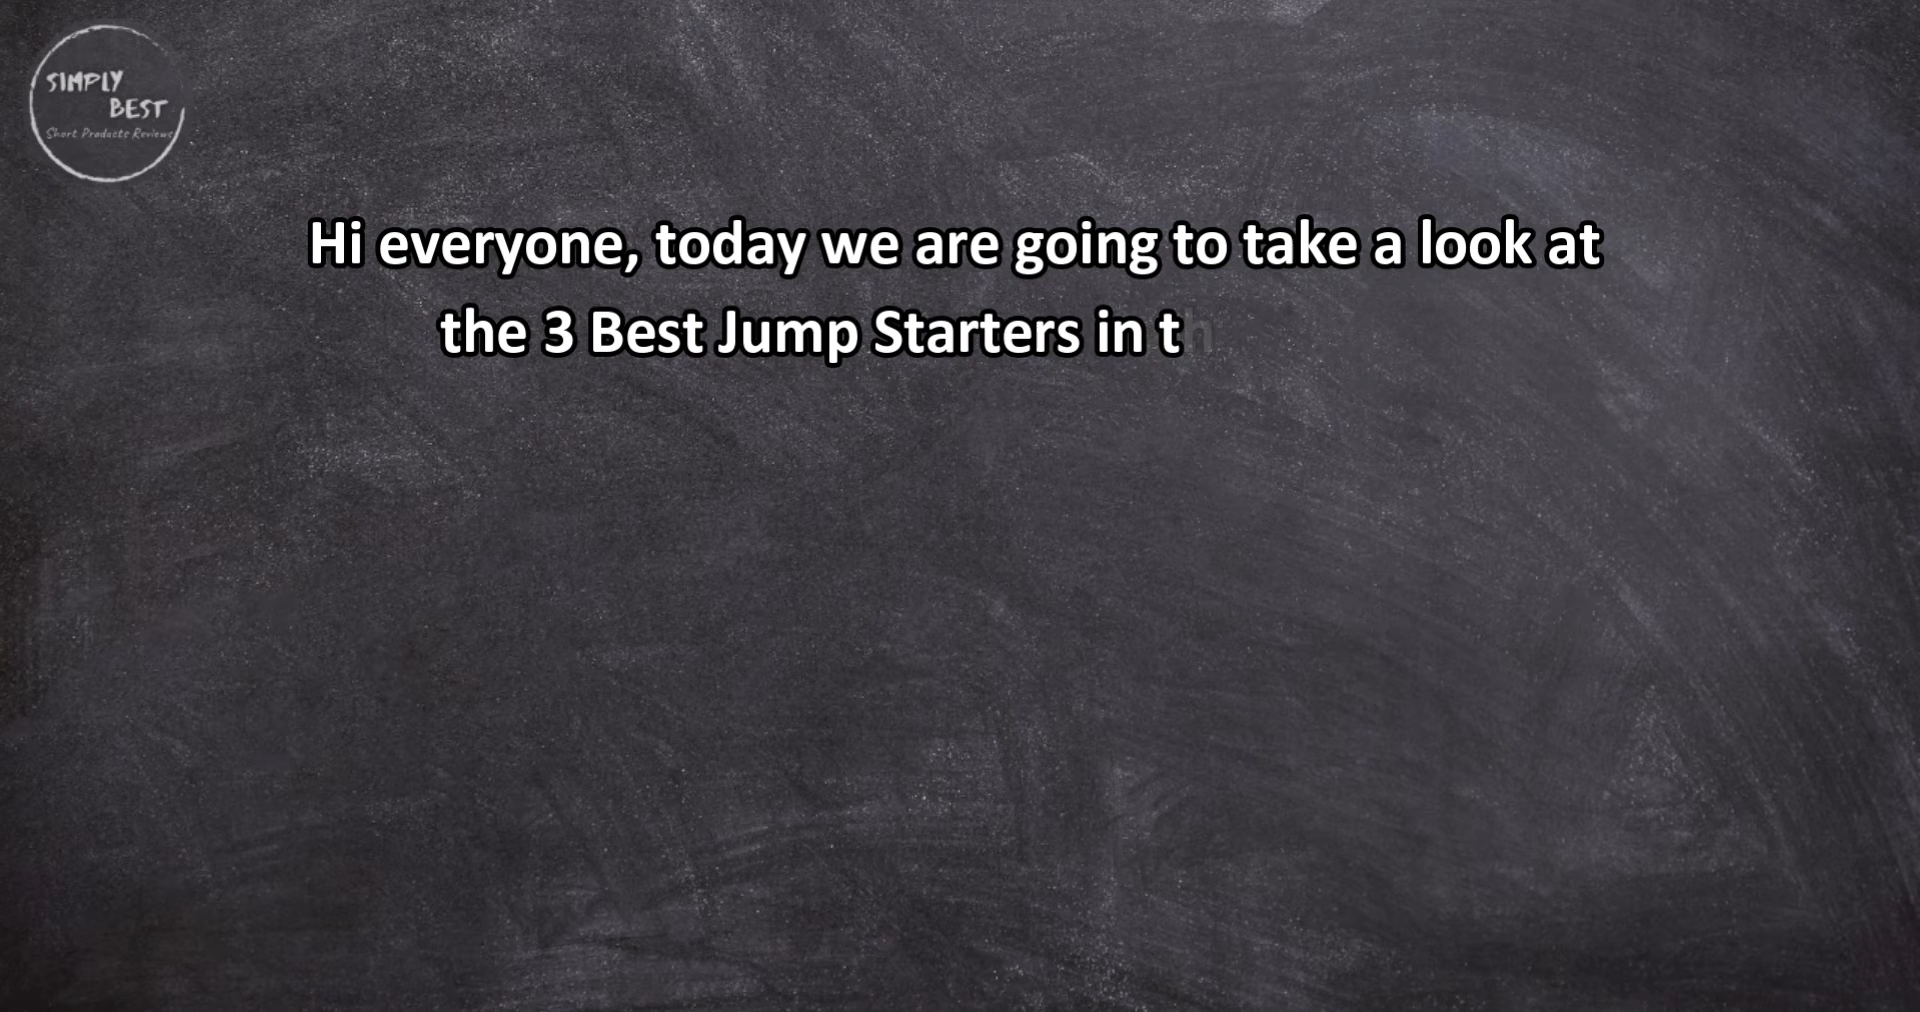 SIMPLY
BEST
Short Products Reviews
Hi everyone, today we are going to take a look at
the 3 Best Jump Starters in th